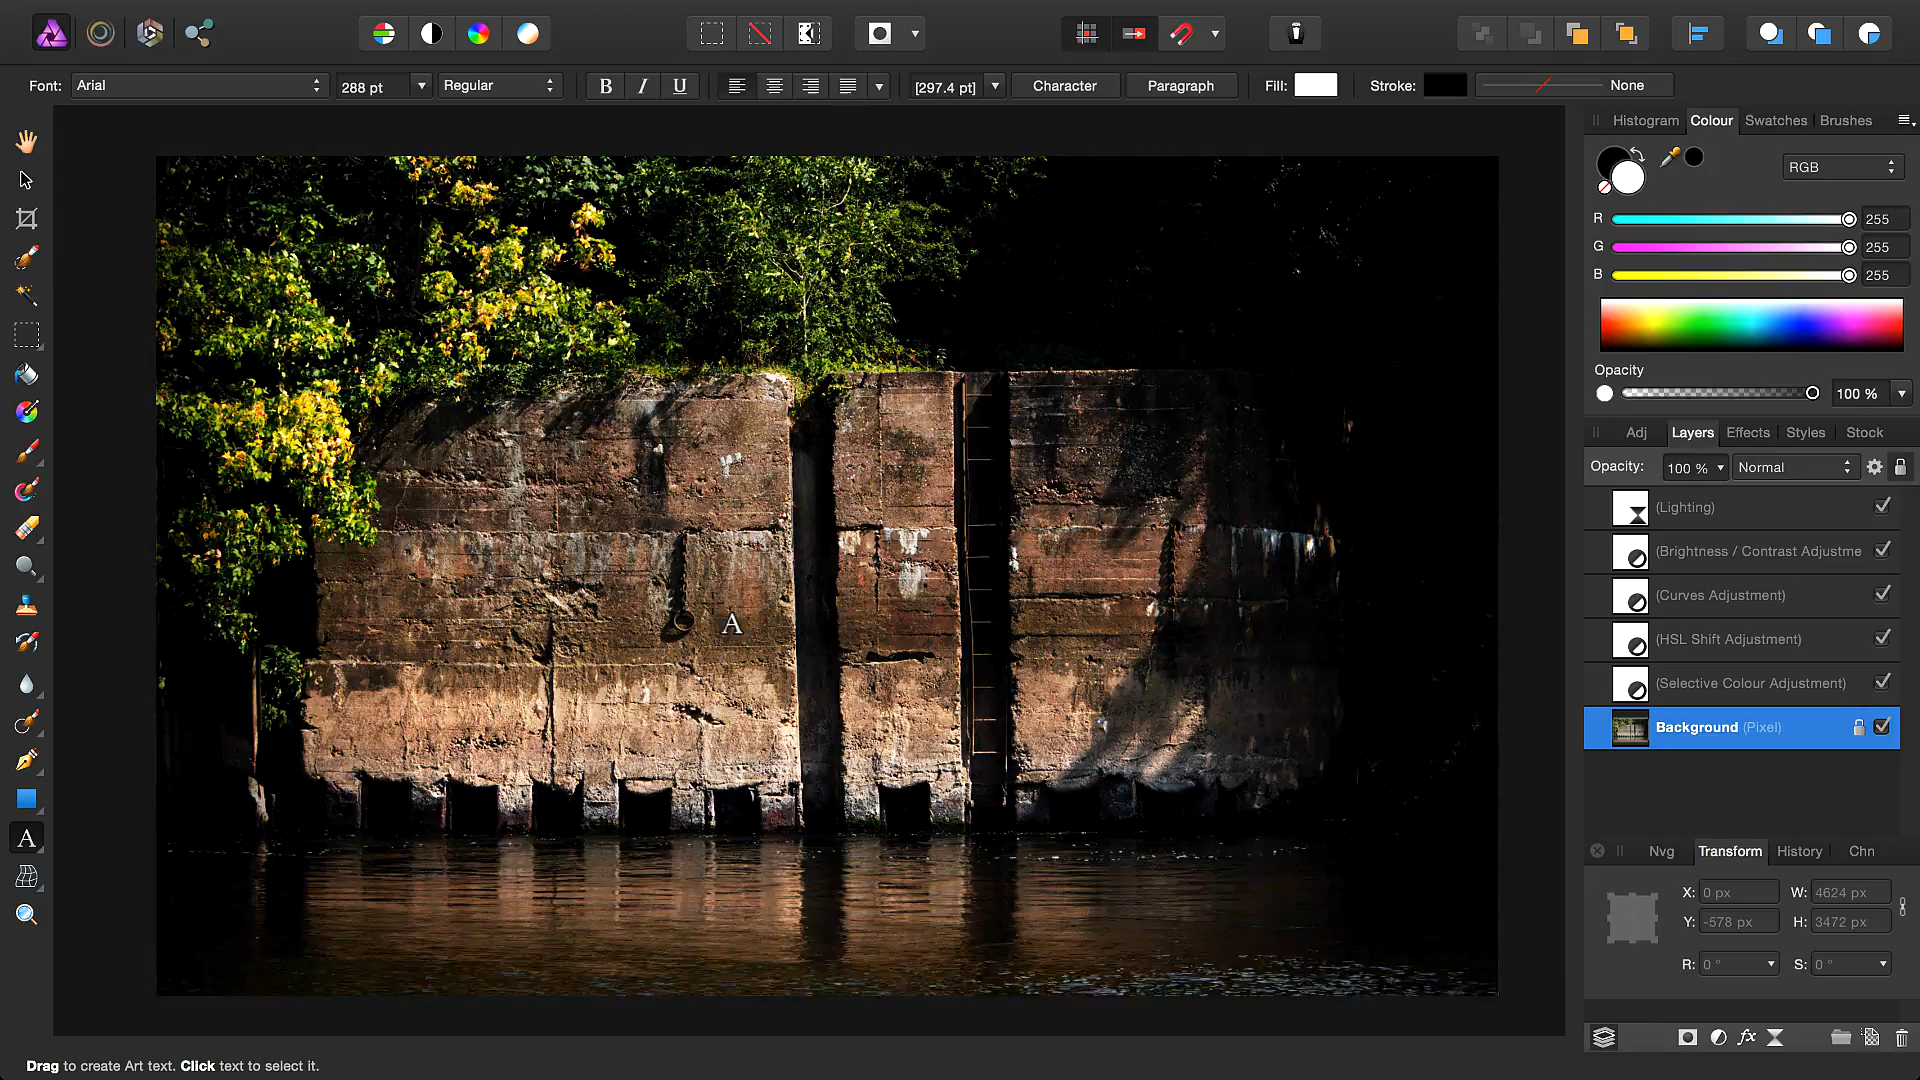 Font: Arial 288 pt Regular B I U [297.4 pt] Character Paragraph Fill: Stroke: None
Histogram Colour Swatches Brushes
RGB
R 255
G 255
B 255
Opacity
100 %
Adj Layers Effects Styles Stock
Opacity: 100 % Normal
(Lighting)
(Brightness / Contrast Adjustme
(Curves Adjustment)
(HSL Shift Adjustment)
(Selective Colour Adjustment)
Background (Pixel)
A
A
Nvg Transform History Chn
X: 0 px W: 4624 px
Y: -578 px H: 3472 px
R: 0 ° S: 0 °
fx
Drag to create Art text. Click text to select it.